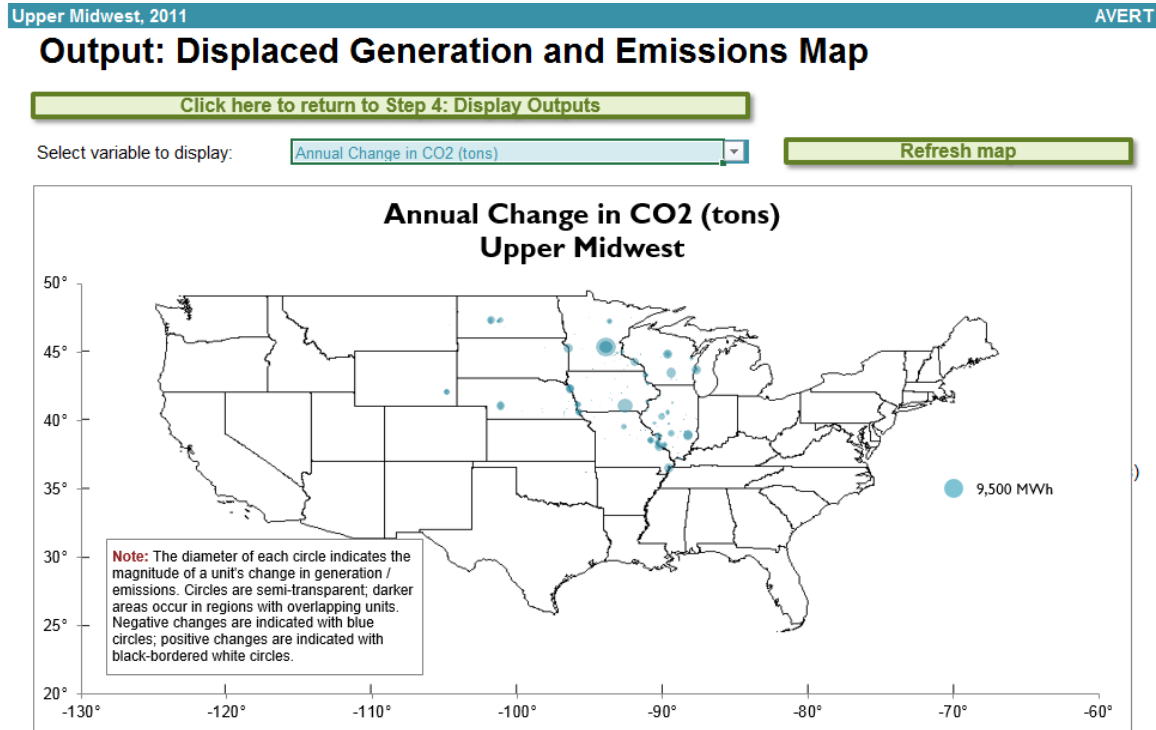 Upper Midwest, 2011 AVERT
Output: Displaced Generation and Emissions Map
Click here to return to Step 4: Display Outputs
Select variable to display: Annual Change in CO2 (tons) Refresh map
Annual Change in CO2 (tons)
Upper Midwest
50°
45°
40°
35°
30°
25°
20°
9,500 MWh
)
Note: The diameter of each circle indicates the
magnitude of a unit's change in generation /
emissions. Circles are semi-transparent; darker
areas occur in regions with overlapping units.
Negative changes are indicated with blue
circles; positive changes are indicated with
black-bordered white circles.
-130° -120° -110° -100° -90° -80° -70° -60°